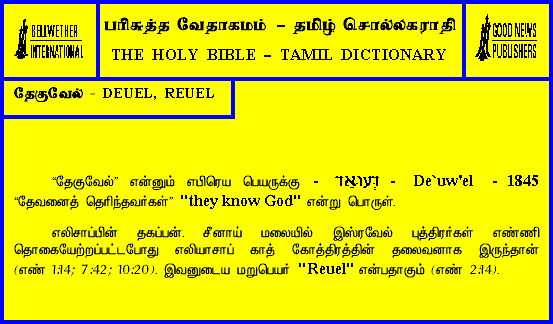 BELLWETHER
INTERNATIONAL
பரிசுத்த வேதாகமம் – தமிழ் சொல்லகராதி
THE HOLY BIBLE – TAMIL DICTIONARY
GOOD NEWS
PUBLISHERS
தேகுவேல் - DEUEL, REUEL
“தேகுவேல்” என்னும் எபிரெய பெயருக்கு - - De`uw'el - 1845
“தேவனைத் தெரிந்தவர்கள்” "they know God" என்று பொருள்.
எலிசாப்பின் தகப்பன். சீனாய் மலையில் இஸ்ரவேல் புத்திரர்கள் எண்ணி
தொகையேற்றப்பட்டபோது எலியாசாப் காத் கோத்திரத்தின் தலைவனாக இருந்தான்
(எண் 1:14; 7:42; 10:20). இவனுடைய மறுபெயர் "Reuel" என்பதாகும் (எண் 2:14).